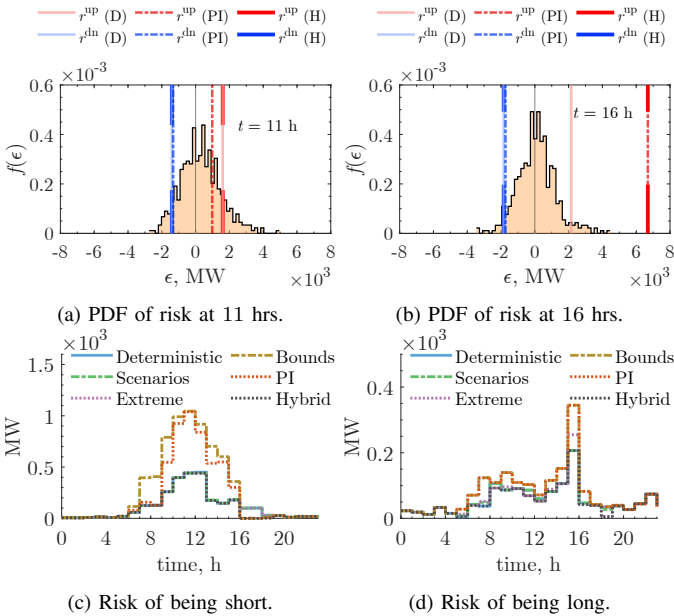 r^up (D) r^up (PI) r^up (H) r^up (D) r^up (PI) r^up (H)
r^dn (D) r^dn (PI) r^dn (H) r^dn (D) r^dn (PI) r^dn (H)
×10^-3 ×10^-3
0.6 0.6
t = 11 h t = 16 h
0.4 0.4
f(ϵ) f(ϵ)
0.2 0.2
0 0
-8 -6 -4 -2 0 2 4 6 8 -8 -6 -4 -2 0 2 4 6 8
ϵ, MW ×10^3 ϵ, MW ×10^3
(a) PDF of risk at 11 hrs. (b) PDF of risk at 16 hrs.
×10^3 ×10^3
1.5 Deterministic Bounds Deterministic Bounds
Scenarios PI 0.4 Scenarios PI
Extreme Hybrid Extreme Hybrid
1
MW MW
0.2
0.5
0 0
0 4 8 12 16 20 0 4 8 12 16 20
time, h time, h
(c) Risk of being short. (d) Risk of being long.